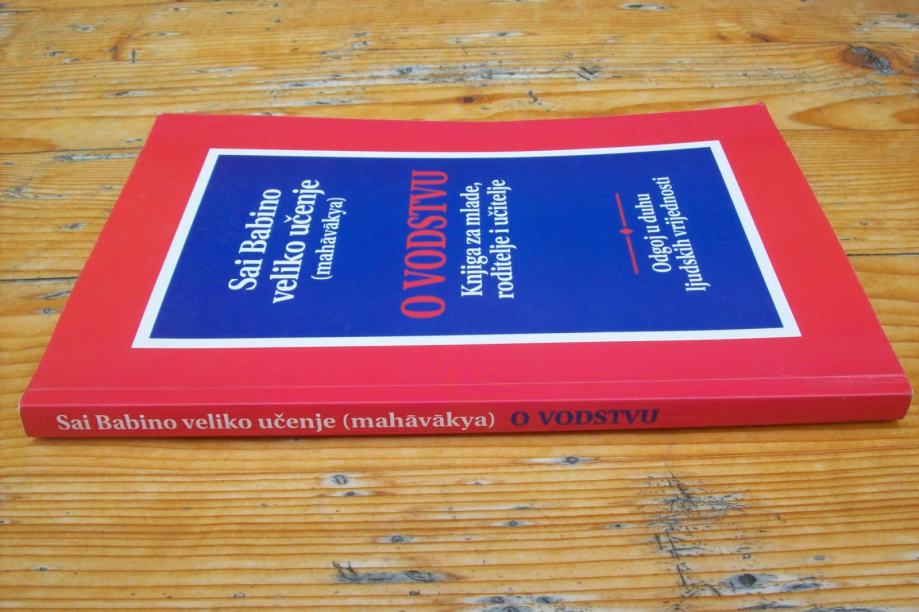 Sai Babino
veliko učenje
(mahāvākya)
O VODSTVU
Knjiga za mlade,
roditelje i učitelje
Odgoj u duhu
ljudskih vrijednosti
Sai Babino veliko učenje (mahāvākya) O VODSTVU